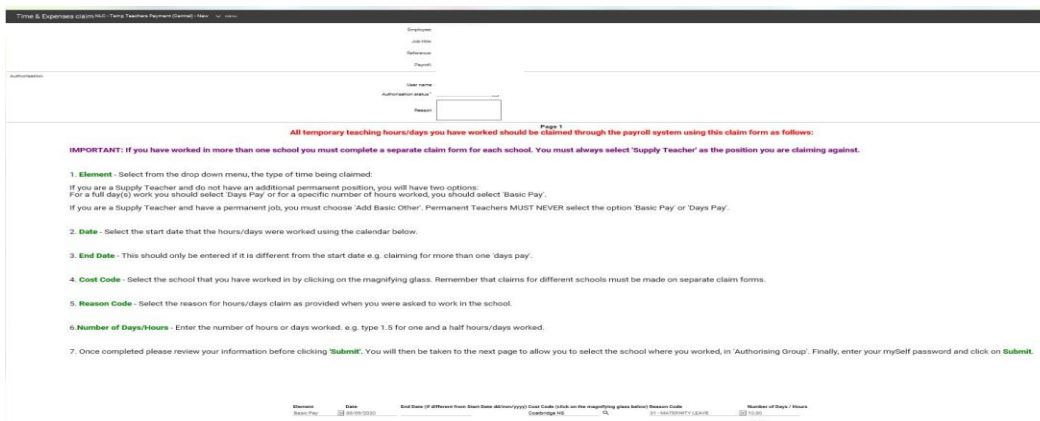 Time & Expenses claim NLC - Temp Teachers Payment (Cermel) - New
Employee
Job title
Reference
Payroll
Authorisation
User name
Authorisation status *
Reason
Page 1
All temporary teaching hours/days you have worked should be claimed through the payroll system using this claim form as follows:
IMPORTANT: If you have worked in more than one school you must complete a separate claim form for each school. You must always select 'Supply Teacher' as the position you are claiming against.
1. Element - Select from the drop down menu, the type of time being claimed:
If you are a Supply Teacher and do not have an additional permanent position, you will have two options:
For a full day(s) work you should select 'Days Pay' or for a specific number of hours worked, you should select 'Basic Pay'.
If you are a Supply Teacher and have a permanent job, you must choose 'Add Basic Other'. Permanent Teachers MUST NEVER select the option 'Basic Pay' or 'Days Pay'.
2. Date - Select the start date that the hours/days were worked using the calendar below.
3. End Date - This should only be entered if it is different from the start date e.g. claiming for more than one 'days pay'.
4. Cost Code - Select the school that you have worked in by clicking on the magnifying glass. Remember that claims for different schools must be made on separate claim forms.
5. Reason Code - Select the reason for hours/days claim as provided when you were asked to work in the school.
6.Number of Days/Hours - Enter the number of hours or days worked. e.g. type 1.5 for one and a half hours/days worked.
7. Once completed please review your information before clicking 'Submit'. You will then be taken to the next page to allow you to select the school where you worked, in 'Authorising Group'. Finally, enter your mySelf password and click on Submit.
Element Date End Date (if different from Start Date dd/mm/yyyy) Cost Code (click on the magnifying glass below) Reason Code Number of Days / Hours
Basic Pay Coatbridge HS 01 - MATERNITY LEAVE 10.00